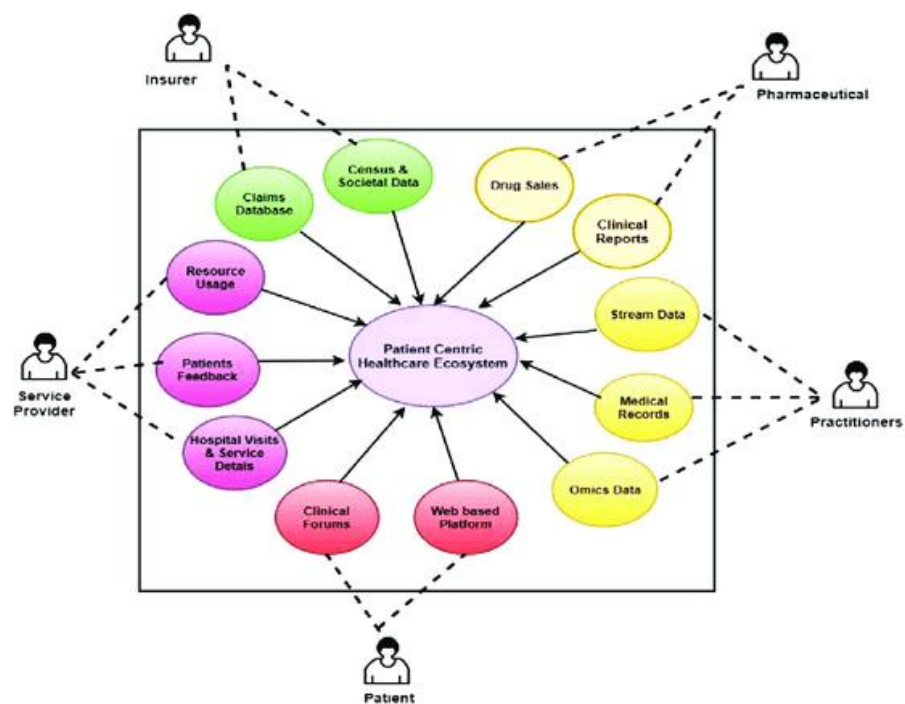 Insurer
Pharmaceutical
Census &
Societal Data
Claims
Database
Drug Sales
Clinical
Reports
Resource
Usage
Stream Data
Patient Centric
Healthcare Ecosystem
Patients
Feedback
Service
Provider
Medical
Records
Practitioners
Hospital Visits
& Service
Detals
Omics Data
Clinical
Forums
Web based
Platform
Patient